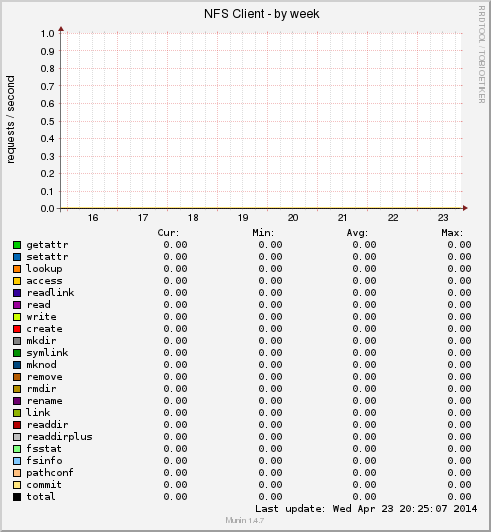 NFS Client - by week
RRDTOOL / TOBI OETIKER
requests / second
1.0
0.9
0.8
0.7
0.6
0.5
0.4
0.3
0.2
0.1
0.0
16 17 18 19 20 21 22 23
Cur: Min: Avg: Max:
getattr 0.00 0.00 0.00 0.00
setattr 0.00 0.00 0.00 0.00
lookup 0.00 0.00 0.00 0.00
access 0.00 0.00 0.00 0.00
readlink 0.00 0.00 0.00 0.00
read 0.00 0.00 0.00 0.00
write 0.00 0.00 0.00 0.00
create 0.00 0.00 0.00 0.00
mkdir 0.00 0.00 0.00 0.00
symlink 0.00 0.00 0.00 0.00
mknod 0.00 0.00 0.00 0.00
remove 0.00 0.00 0.00 0.00
rmdir 0.00 0.00 0.00 0.00
rename 0.00 0.00 0.00 0.00
link 0.00 0.00 0.00 0.00
readdir 0.00 0.00 0.00 0.00
readdirplus 0.00 0.00 0.00 0.00
fsstat 0.00 0.00 0.00 0.00
fsinfo 0.00 0.00 0.00 0.00
pathconf 0.00 0.00 0.00 0.00
commit 0.00 0.00 0.00 0.00
total 0.00 0.00 0.00 0.00
Last update: Wed Apr 23 20:25:07 2014
Munin 1.4.7